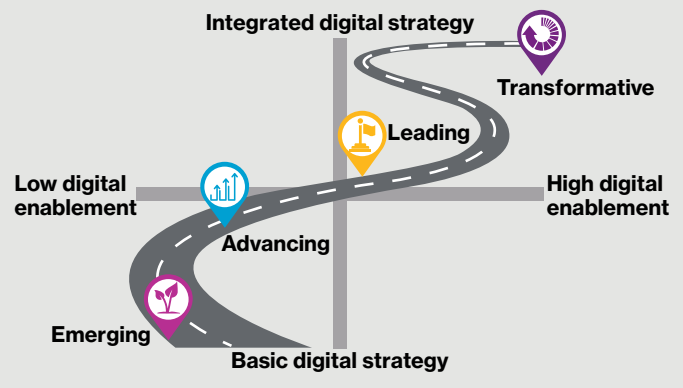 Integrated digital strategy
Transformative
Leading
Low digital
enablement
High digital
enablement
Advancing
Emerging
Basic digital strategy